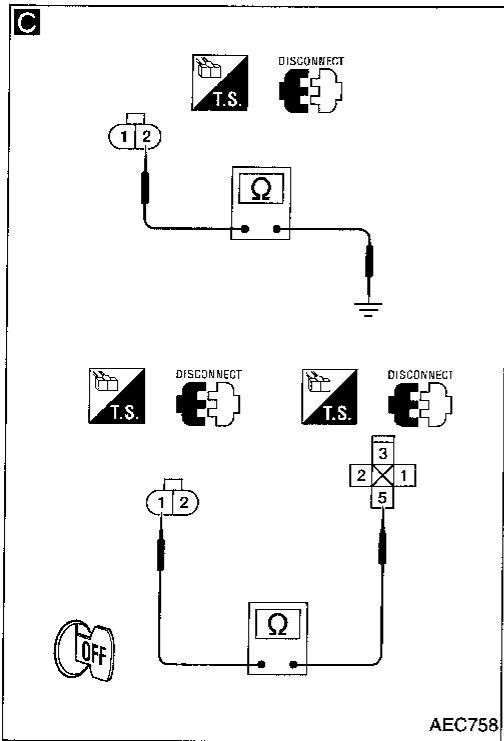 C
DISCONNECT
T.S.
1 2
Ω
DISCONNECT
DISCONNECT
T.S.
T.S.
3
2 1
5
1 2
Ω
OFF
AEC758